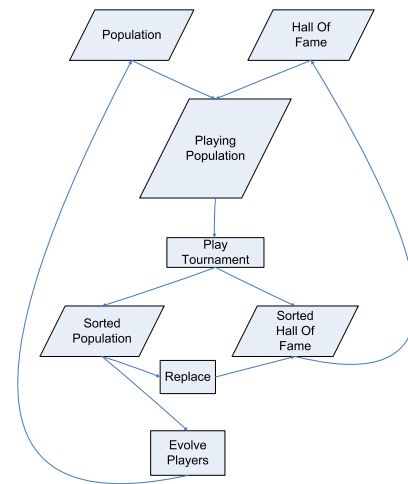 Population
Hall Of
Fame
Playing
Population
Play
Tournament
Sorted
Population
Sorted
Hall Of
Fame
Replace
Evolve
Players